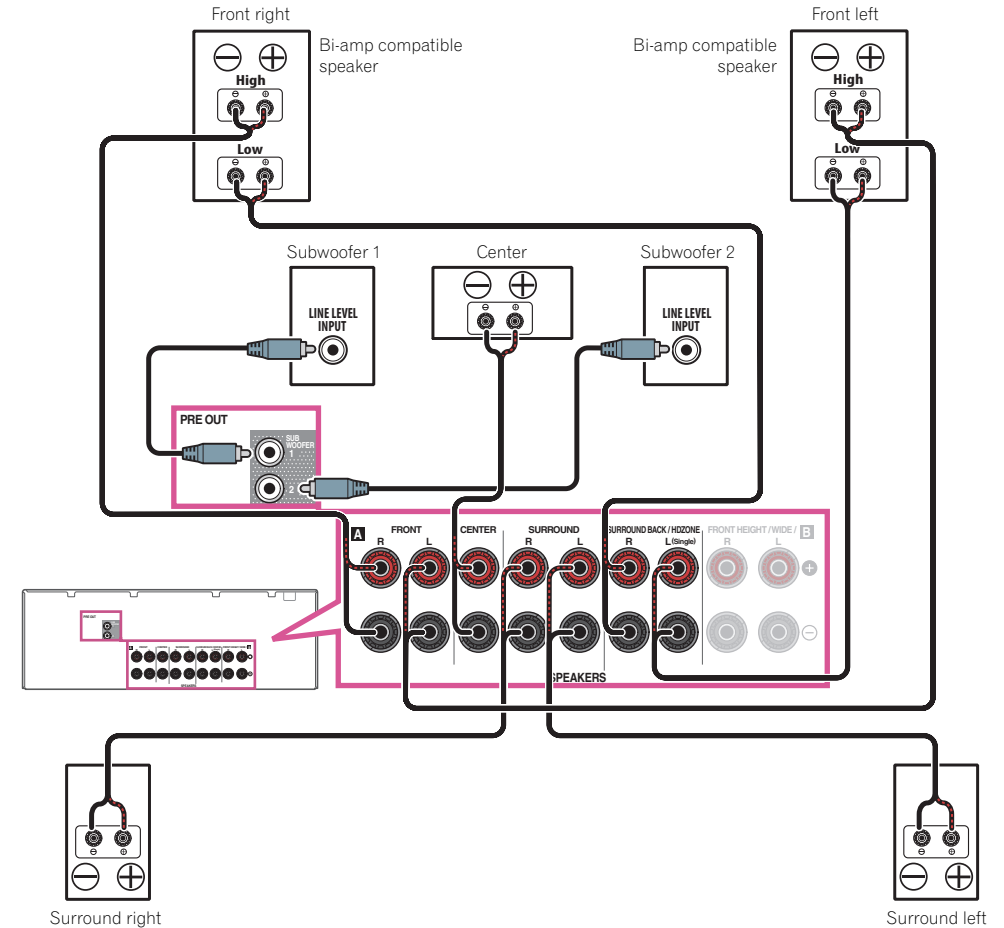 Front right
Front left
Bi-amp compatible
speaker
Bi-amp compatible
speaker
High
High
Low
Low
Subwoofer 1
Center
Subwoofer 2
LINE LEVEL
INPUT
LINE LEVEL
INPUT
PRE OUT
SUB
WOOFER
1
2
A FRONT CENTER SURROUND SURROUND BACK / HDZONE FRONT HEIGHT / WIDE / B
R L R L R L (Single) R L
SPEAKERS
PRE OUT
SPEAKERS
Surround right
Surround left